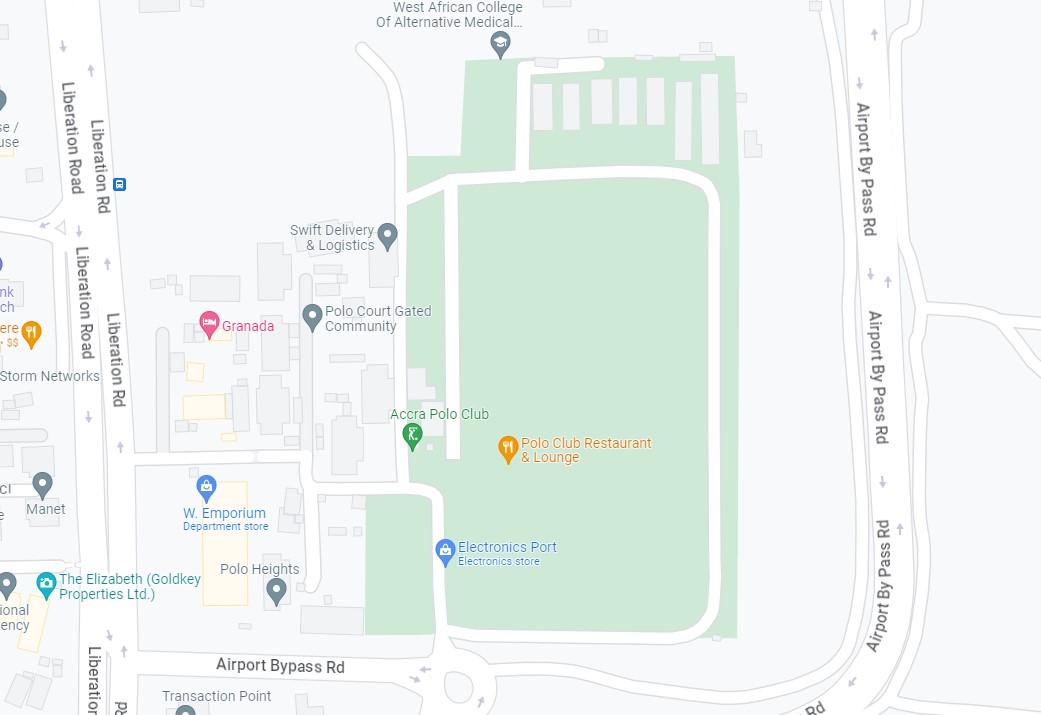 West African College
Of Alternative Medical...
Liberation Road
Liberation Rd
se /
use
Airport By Pass Rd
Swift Delivery
& Logistics
Liberation Road
nk
ch
Polo Court Gated
Community
Granada
ere
$$
Liberation Rd
Airport By Pass Rd
Storm Networks
Accra Polo Club
Polo Club Restaurant
& Lounge
CI
e
Manet
W. Emporium
Department store
Airport By Pass Rd
Electronics Port
Electronics store
Polo Heights
The Elizabeth (Goldkey
Properties Ltd.)
ional
ency
Liberation
Rd
Airport Bypass Rd
Transaction Point
Rd